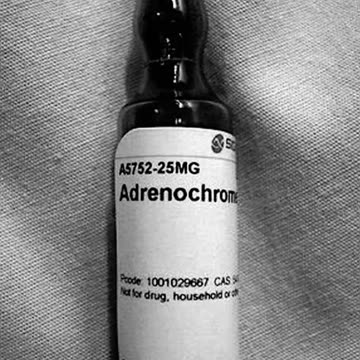 A5752-25MG
Adrenochrome
Pcode: 1001029667 CAS
Not for drug, household or